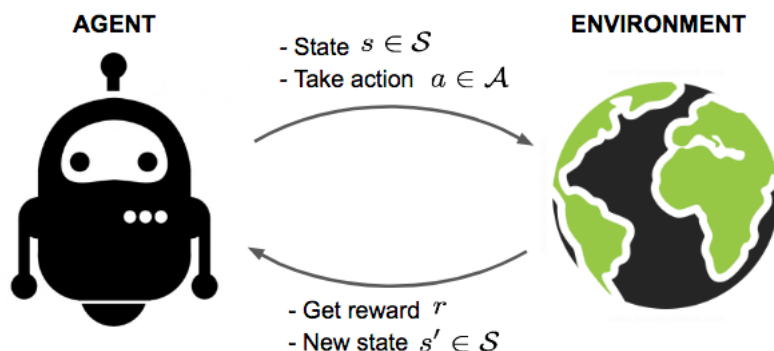 AGENT
ENVIRONMENT
- State s ∈ 𝒮
- Take action a ∈ 𝒜
- Get reward r
- New state s′ ∈ 𝒮